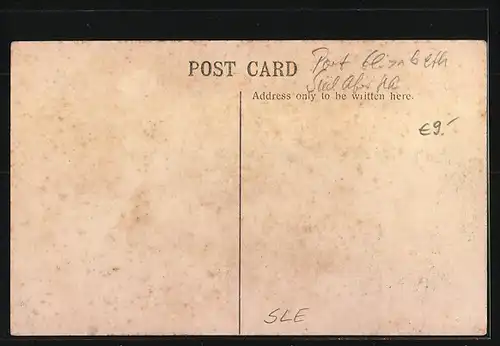 POST CARD
Port Elizabeth
Süd Afrika
Address only to be written here.
€9.-
SLE